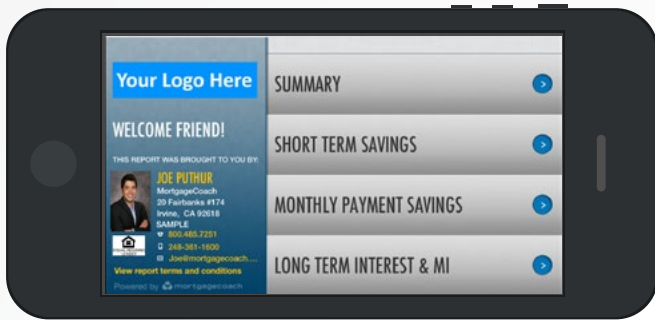 Your Logo Here
WELCOME FRIEND!
THIS REPORT WAS BROUGHT TO YOU BY:
JOE PUTHUR
MortgageCoach
20 Fairbanks #174
Irvine, CA 92618
SAMPLE
800.485.7251
248-361-1600
Joe@mortgagecoach....
View report terms and conditions
Powered by mortgagecoach
SUMMARY
SHORT TERM SAVINGS
MONTHLY PAYMENT SAVINGS
LONG TERM INTEREST & MI